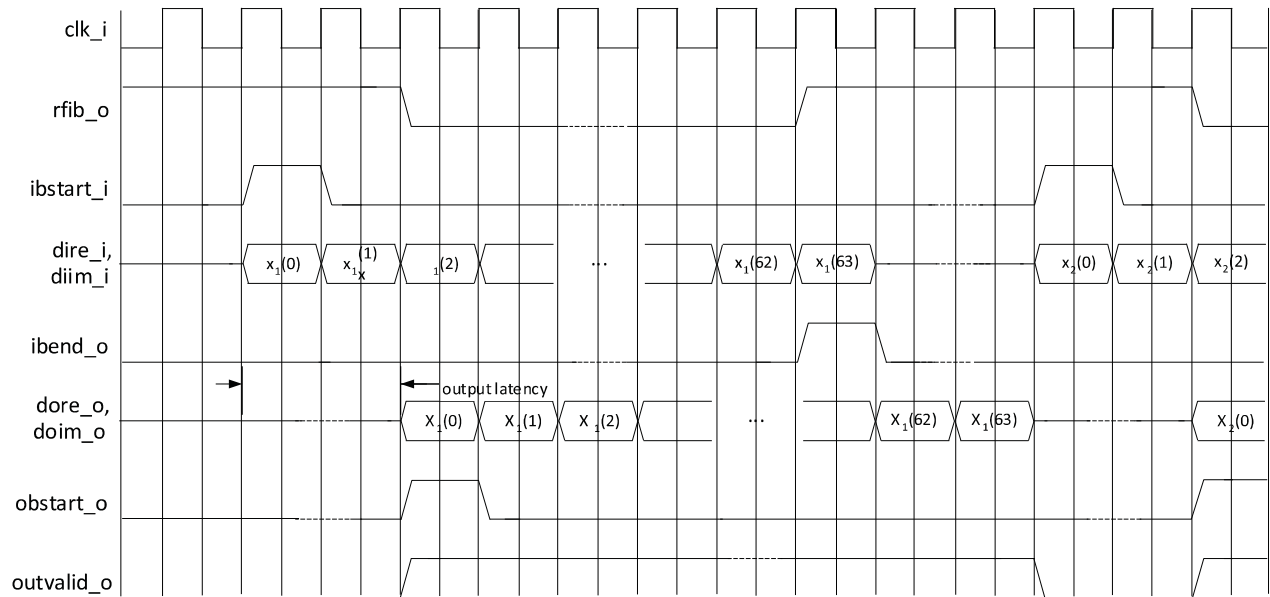 clk_i
rfib_o
ibstart_i
dire_i,
diim_i
x₁(0) x₁x(1) ₁(2) ... x₁(62) x₁(63) x₂(0) x₂(1) x₂(2)
ibend_o
output latency
dore_o,
doim_o
X₁(0) X₁(1) X₁(2) ... X₁(62) X₁(63) X₂(0)
obstart_o
outvalid_o